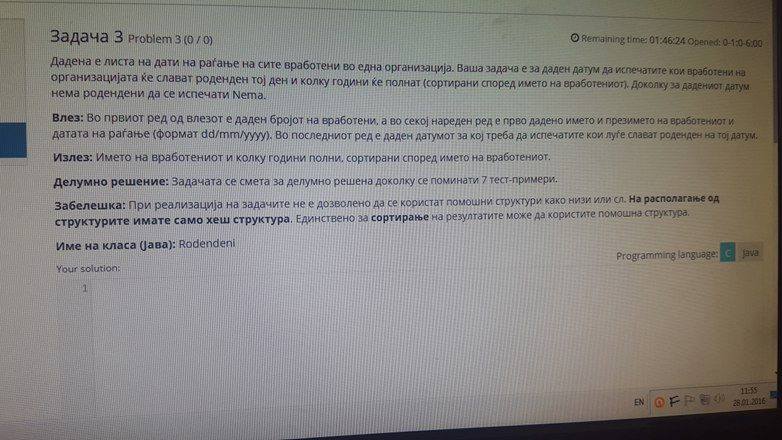 Задача 3 Problem 3 (0 / 0)
Remaining time: 01:46:24 Opened: 0-1:0-6:00
Дадена е листа на дати на раѓање на сите вработени во една организација. Ваша задача е за даден датум да испечатите кои вработени на
организацијата ќе слават роденден тој ден и колку години ќе полнат (сортирани според името на вработениот). Доколку за дадениот датум
нема родендени да се испечати Nema.
Влез: Во првиот ред од влезот е даден бројот на вработени, а во секој нареден ред е прво дадено името и презимето на вработениот и
датата на раѓање (формат dd/mm/yyyy). Во последниот ред е даден датумот за кој треба да испечатите кои луѓе слават роденден на тој датум.
Излез: Името на вработениот и колку години полни, сортирани според името на вработениот.
Делумно решение: Задачата се смета за делумно решена доколку се поминати 7 тест-примери.
Забелешка: При реализација на задачите не е дозволено да се користат помошни структури како низи или сл. На располагање од
структурите имате само хеш структура. Единствено за сортирање на резултатите може да користите помошна структура.
Име на класа (Јава): Rodendeni
Programming language: C Java
Your solution:
1
EN
11:55
28.01.2016